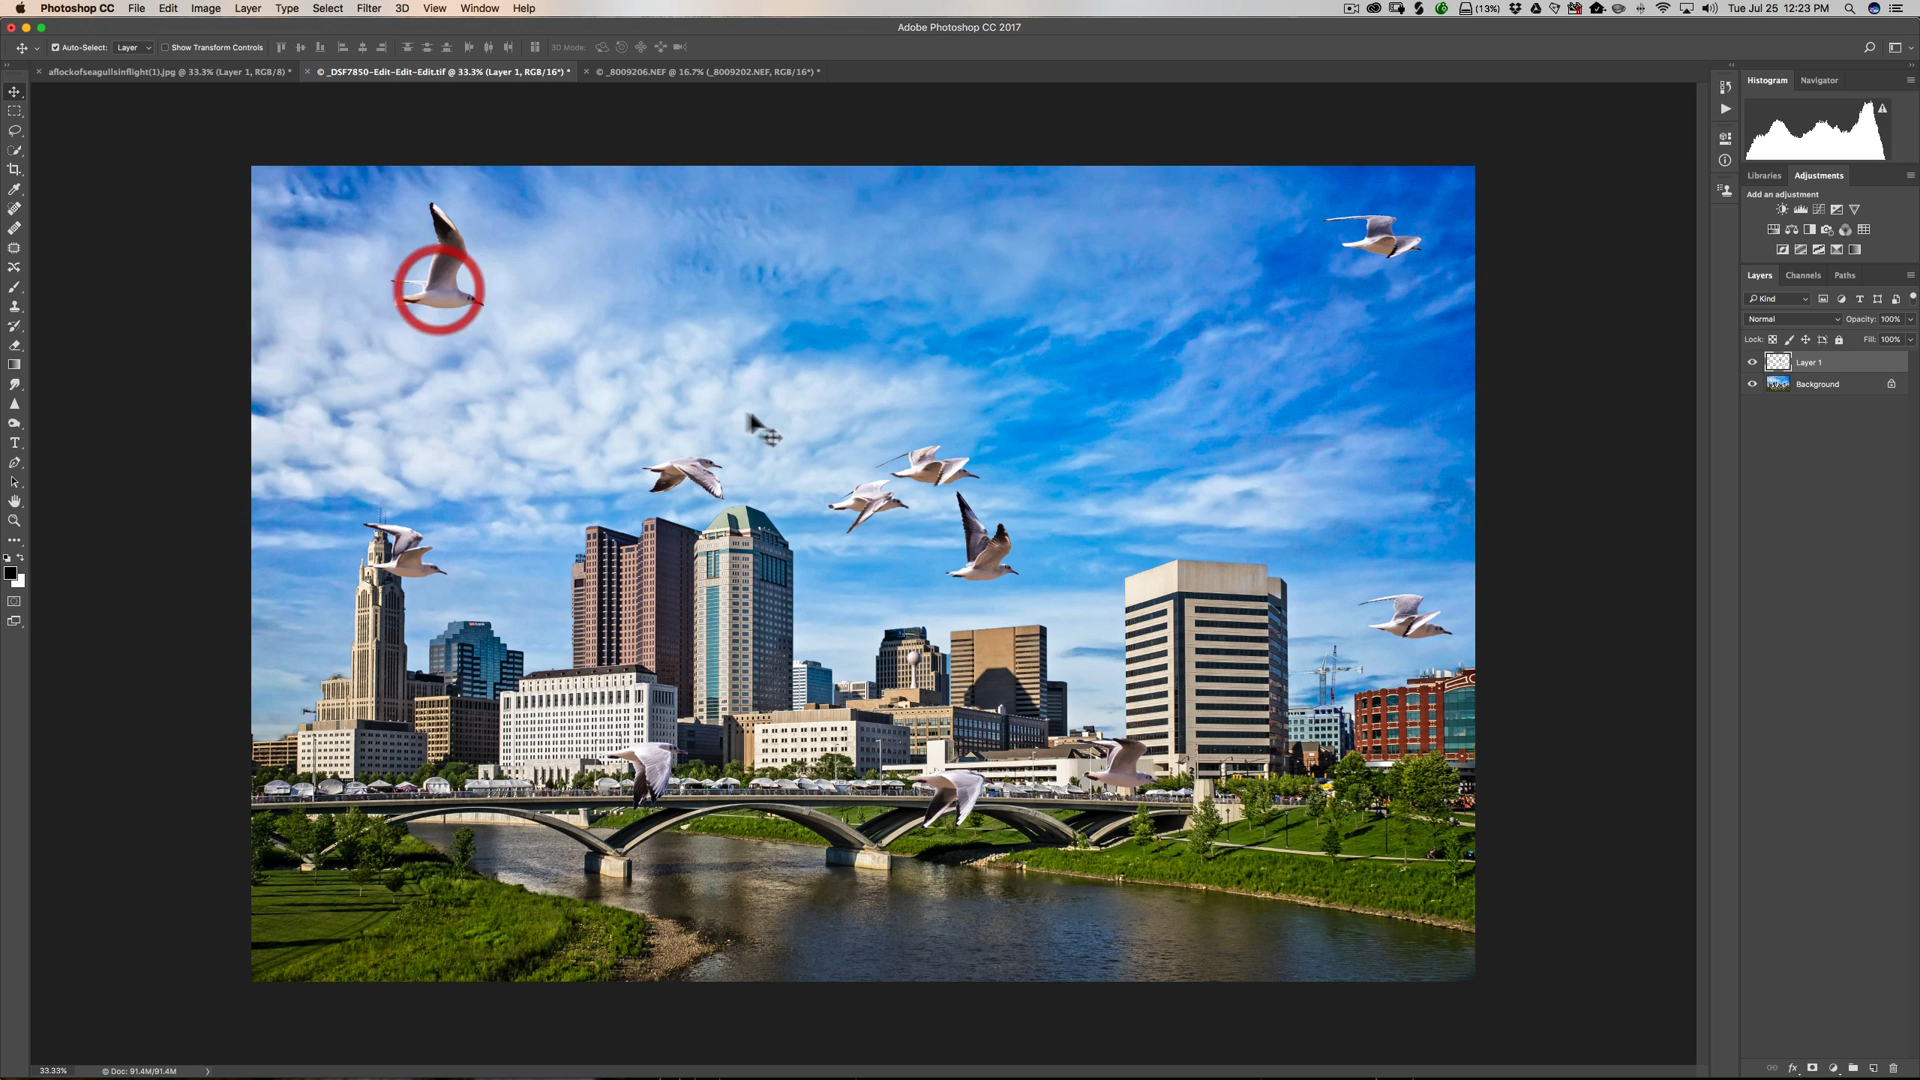 Photoshop CC File Edit Image Layer Type Select Filter 3D View Window Help (13%) Tue Jul 25 12:23 PM
Adobe Photoshop CC 2017
Auto-Select: Layer Show Transform Controls 3D Mode:
× aflockofseagullsinflight(1).jpg @ 33.3% (Layer 1, RGB/8) * × © _DSF7850-Edit-Edit-Edit.tif @ 33.3% (Layer 1, RGB/16*) * × © _8009206.NEF @ 16.7% (_8009202.NEF, RGB/16*) *
Histogram Navigator
Libraries Adjustments
Add an adjustment
Layers Channels Paths
Kind
Normal Opacity: 100%
Lock: Fill: 100%
Layer 1
Background
33.33% © Doc: 91.4M/91.4M